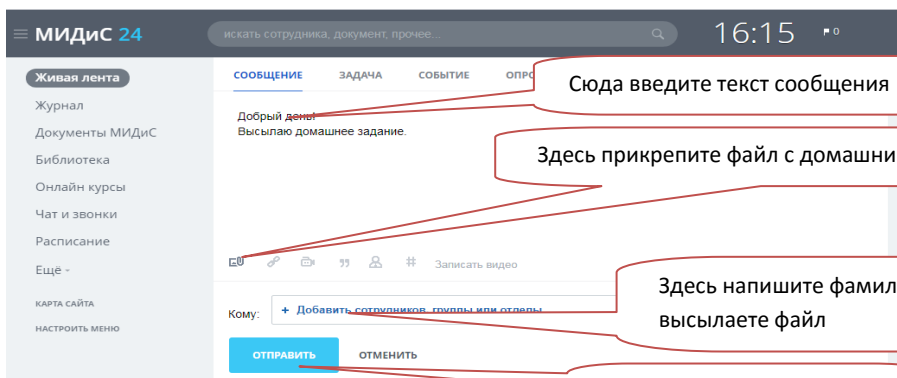 МИДиС 24
искать сотрудника, документ, прочее...
16:15
0
Живая лента
Журнал
Документы МИДиС
Библиотека
Онлайн курсы
Чат и звонки
Расписание
Ещё -
КАРТА САЙТА
НАСТРОИТЬ МЕНЮ
СООБЩЕНИЕ ЗАДАЧА СОБЫТИЕ ОПРО
Сюда введите текст сообщения
Добрый день!
Высылаю домашнее задание.
Здесь прикрепите файл с домашни
# Записать видео
Здесь напишите фамил
высылаете файл
Кому: + Добавить сотрудников, группы или отделы
ОТПРАВИТЬ ОТМЕНИТЬ